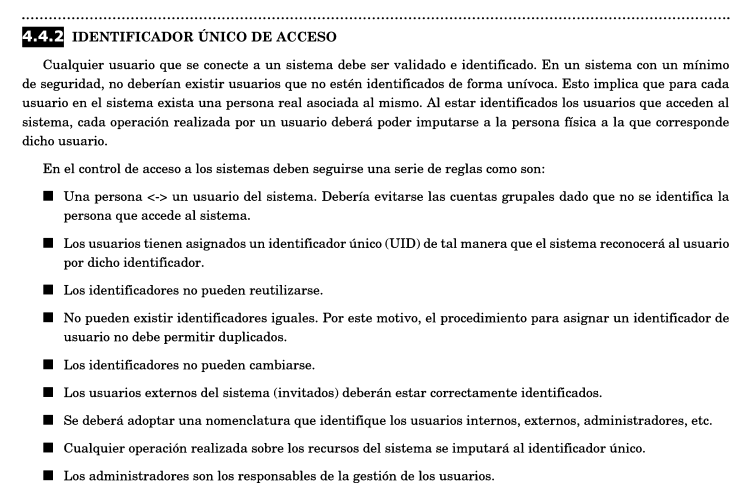 4.4.2 IDENTIFICADOR ÚNICO DE ACCESO
Cualquier usuario que se conecte a un sistema debe ser validado e identificado. En un sistema con un mínimo
de seguridad, no deberían existir usuarios que no estén identificados de forma unívoca. Esto implica que para cada
usuario en el sistema exista una persona real asociada al mismo. Al estar identificados los usuarios que acceden al
sistema, cada operación realizada por un usuario deberá poder imputarse a la persona física a la que corresponde
dicho usuario.
En el control de acceso a los sistemas deben seguirse una serie de reglas como son:
■ Una persona <-> un usuario del sistema. Debería evitarse las cuentas grupales dado que no se identifica la
persona que accede al sistema.
■ Los usuarios tienen asignados un identificador único (UID) de tal manera que el sistema reconocerá al usuario
por dicho identificador.
■ Los identificadores no pueden reutilizarse.
■ No pueden existir identificadores iguales. Por este motivo, el procedimiento para asignar un identificador de
usuario no debe permitir duplicados.
■ Los identificadores no pueden cambiarse.
■ Los usuarios externos del sistema (invitados) deberán estar correctamente identificados.
■ Se deberá adoptar una nomenclatura que identifique los usuarios internos, externos, administradores, etc.
■ Cualquier operación realizada sobre los recursos del sistema se imputará al identificador único.
■ Los administradores son los responsables de la gestión de los usuarios.